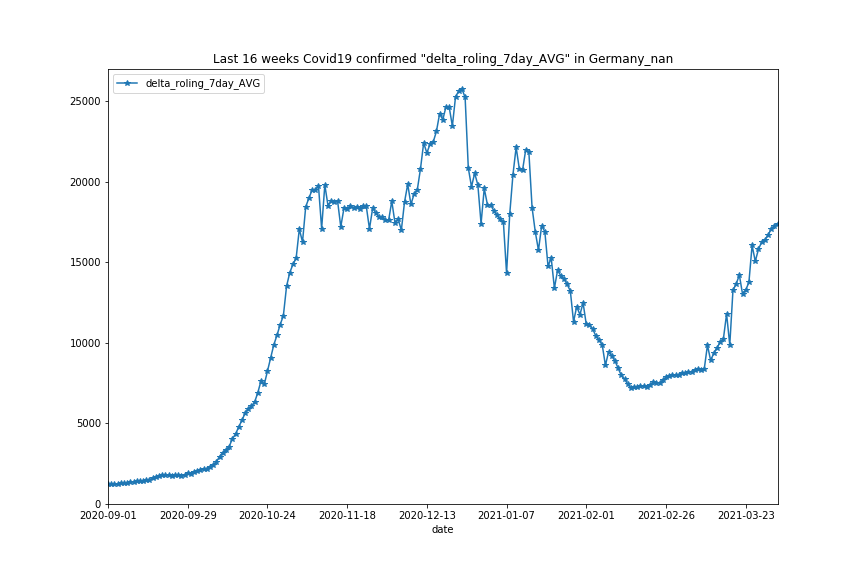 Last 16 weeks Covid19 confirmed "delta_roling_7day_AVG" in Germany_nan
delta_roling_7day_AVG
25000
20000
15000
10000
5000
0
2020-09-01 2020-09-29 2020-10-24 2020-11-18 2020-12-13 2021-01-07 2021-02-01 2021-02-26 2021-03-23
date